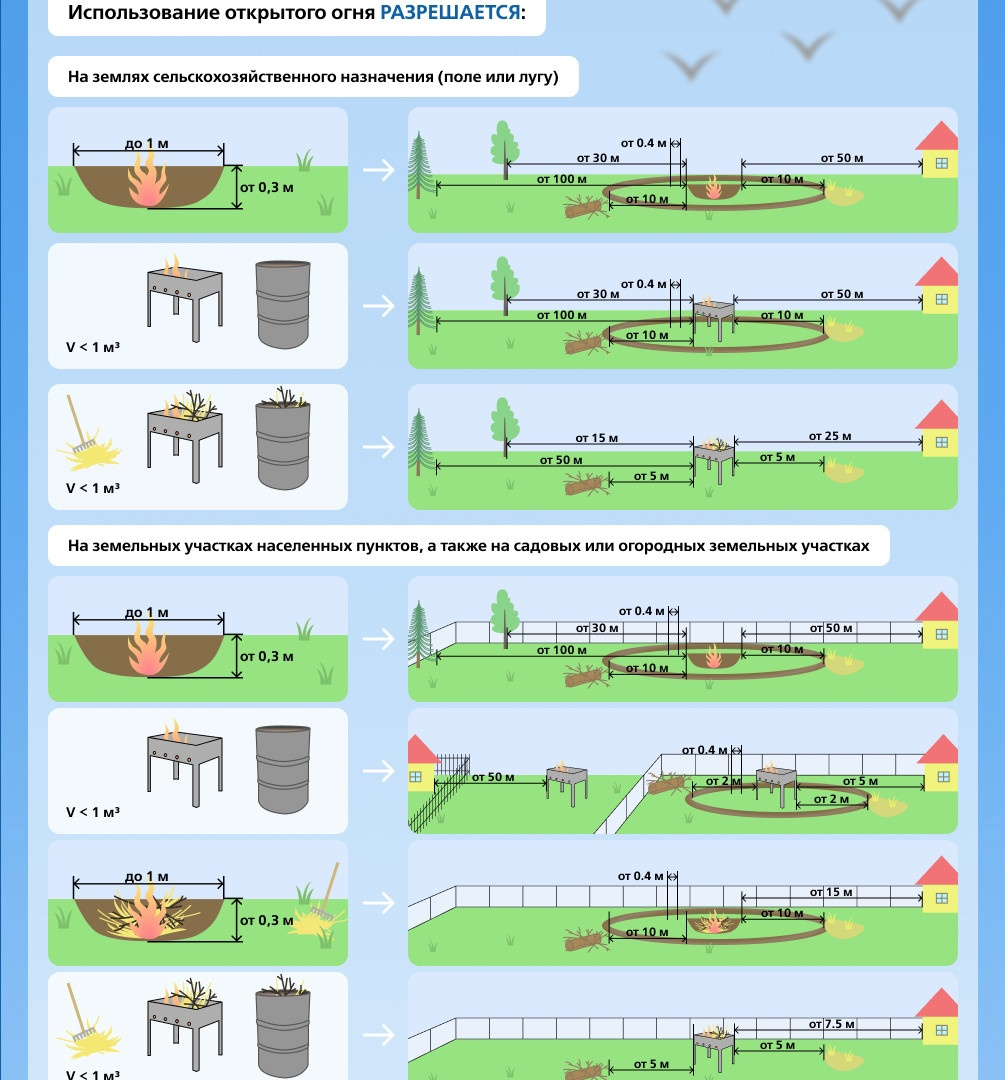 Использование открытого огня РАЗРЕШАЕТСЯ:
На землях сельскохозяйственного назначения (поле или лугу)
до 1 м
от 0,3 м
от 0.4 м
от 30 м
от 50 м
от 100 м
от 10 м
от 10 м
V < 1 м³
от 0.4 м
от 30 м
от 50 м
от 100 м
от 10 м
от 10 м
V < 1 м³
от 15 м
от 25 м
от 50 м
от 5 м
от 5 м
На земельных участках населенных пунктов, а также на садовых или огородных земельных участках
до 1 м
от 0,3 м
от 0.4 м
от 30 м
от 50 м
от 100 м
от 10 м
от 10 м
V < 1 м³
от 0.4 м
от 50 м
от 2 м
от 5 м
от 2 м
до 1 м
от 0,3 м
от 0.4 м
от 15 м
от 10 м
от 10 м
V < 1 м³
от 7.5 м
от 5 м
от 5 м